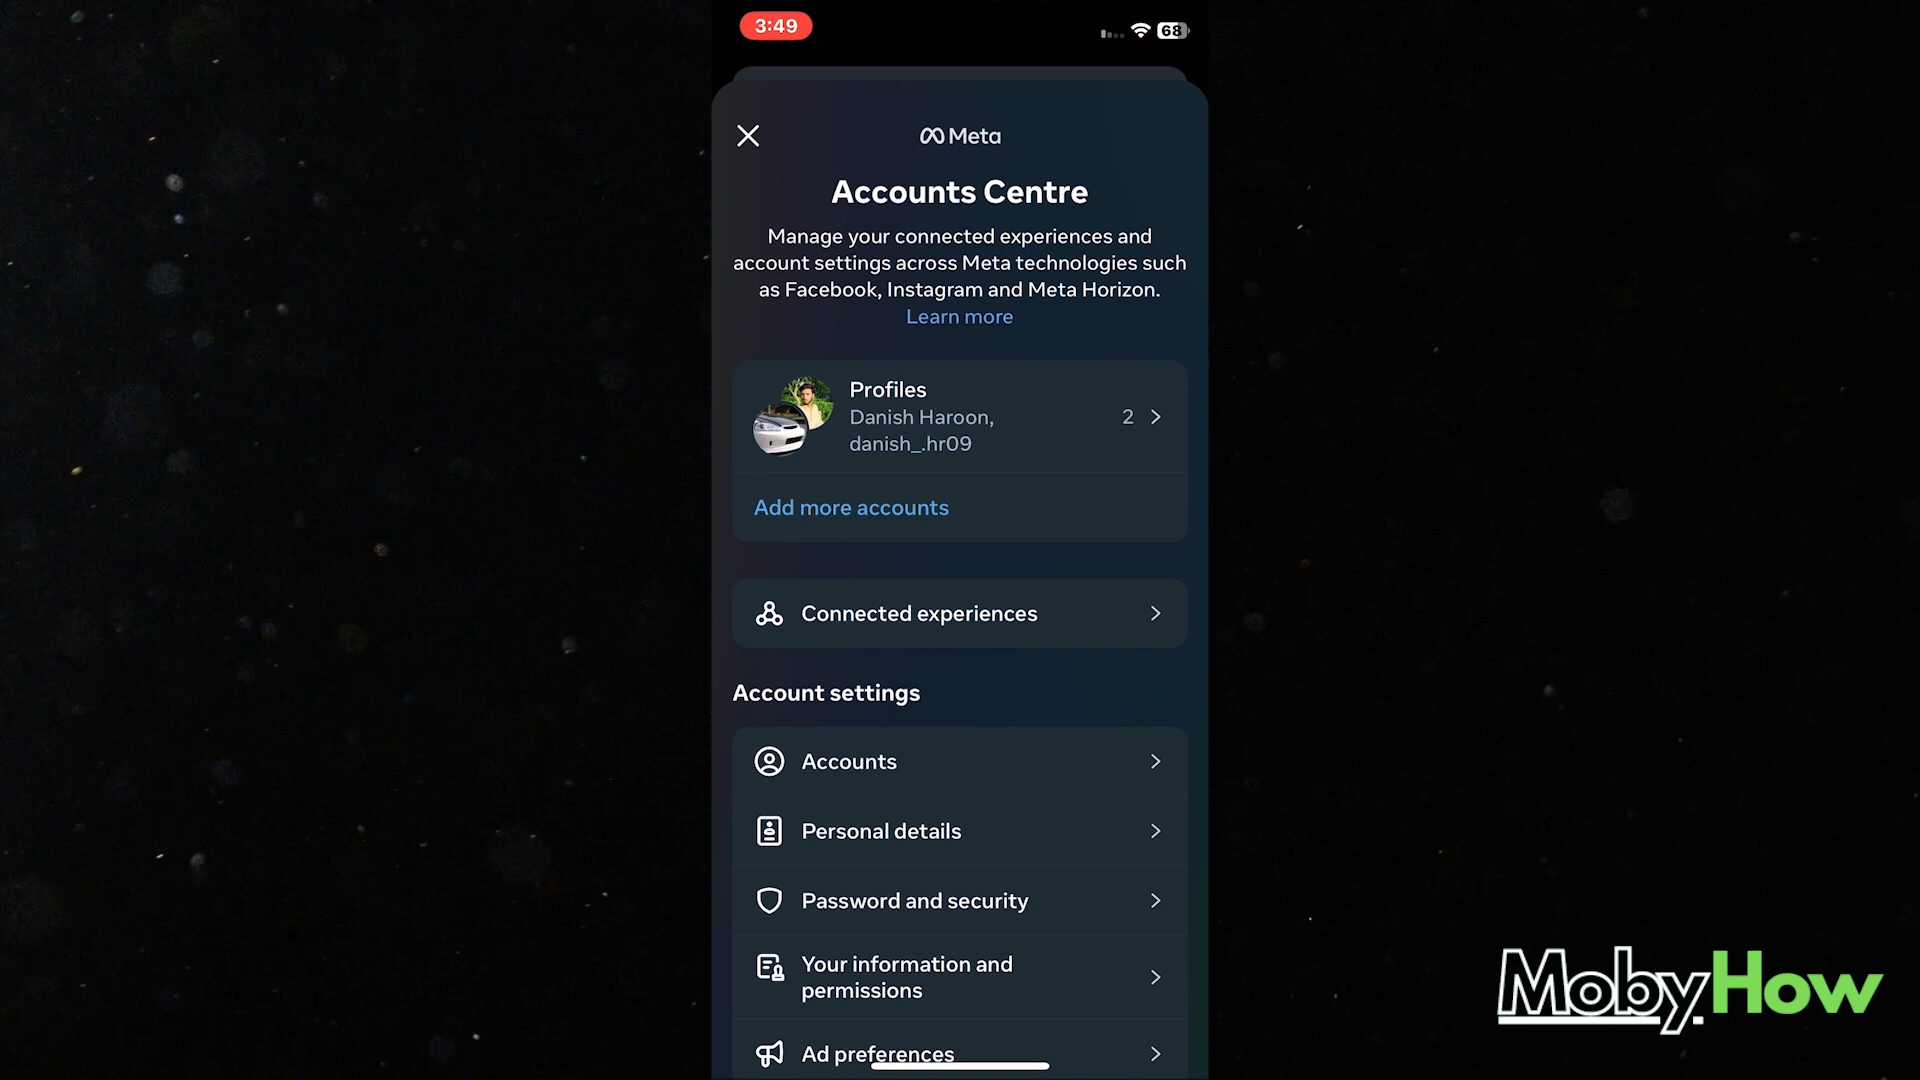 3:49
68
Meta
Accounts Centre
Manage your connected experiences and
account settings across Meta technologies such
as Facebook, Instagram and Meta Horizon.
Learn more
Profiles
Danish Haroon,
danish_.hr09
2
Add more accounts
Connected experiences
Account settings
Accounts
Personal details
Password and security
Your information and
permissions
Ad preferences
MobyHow